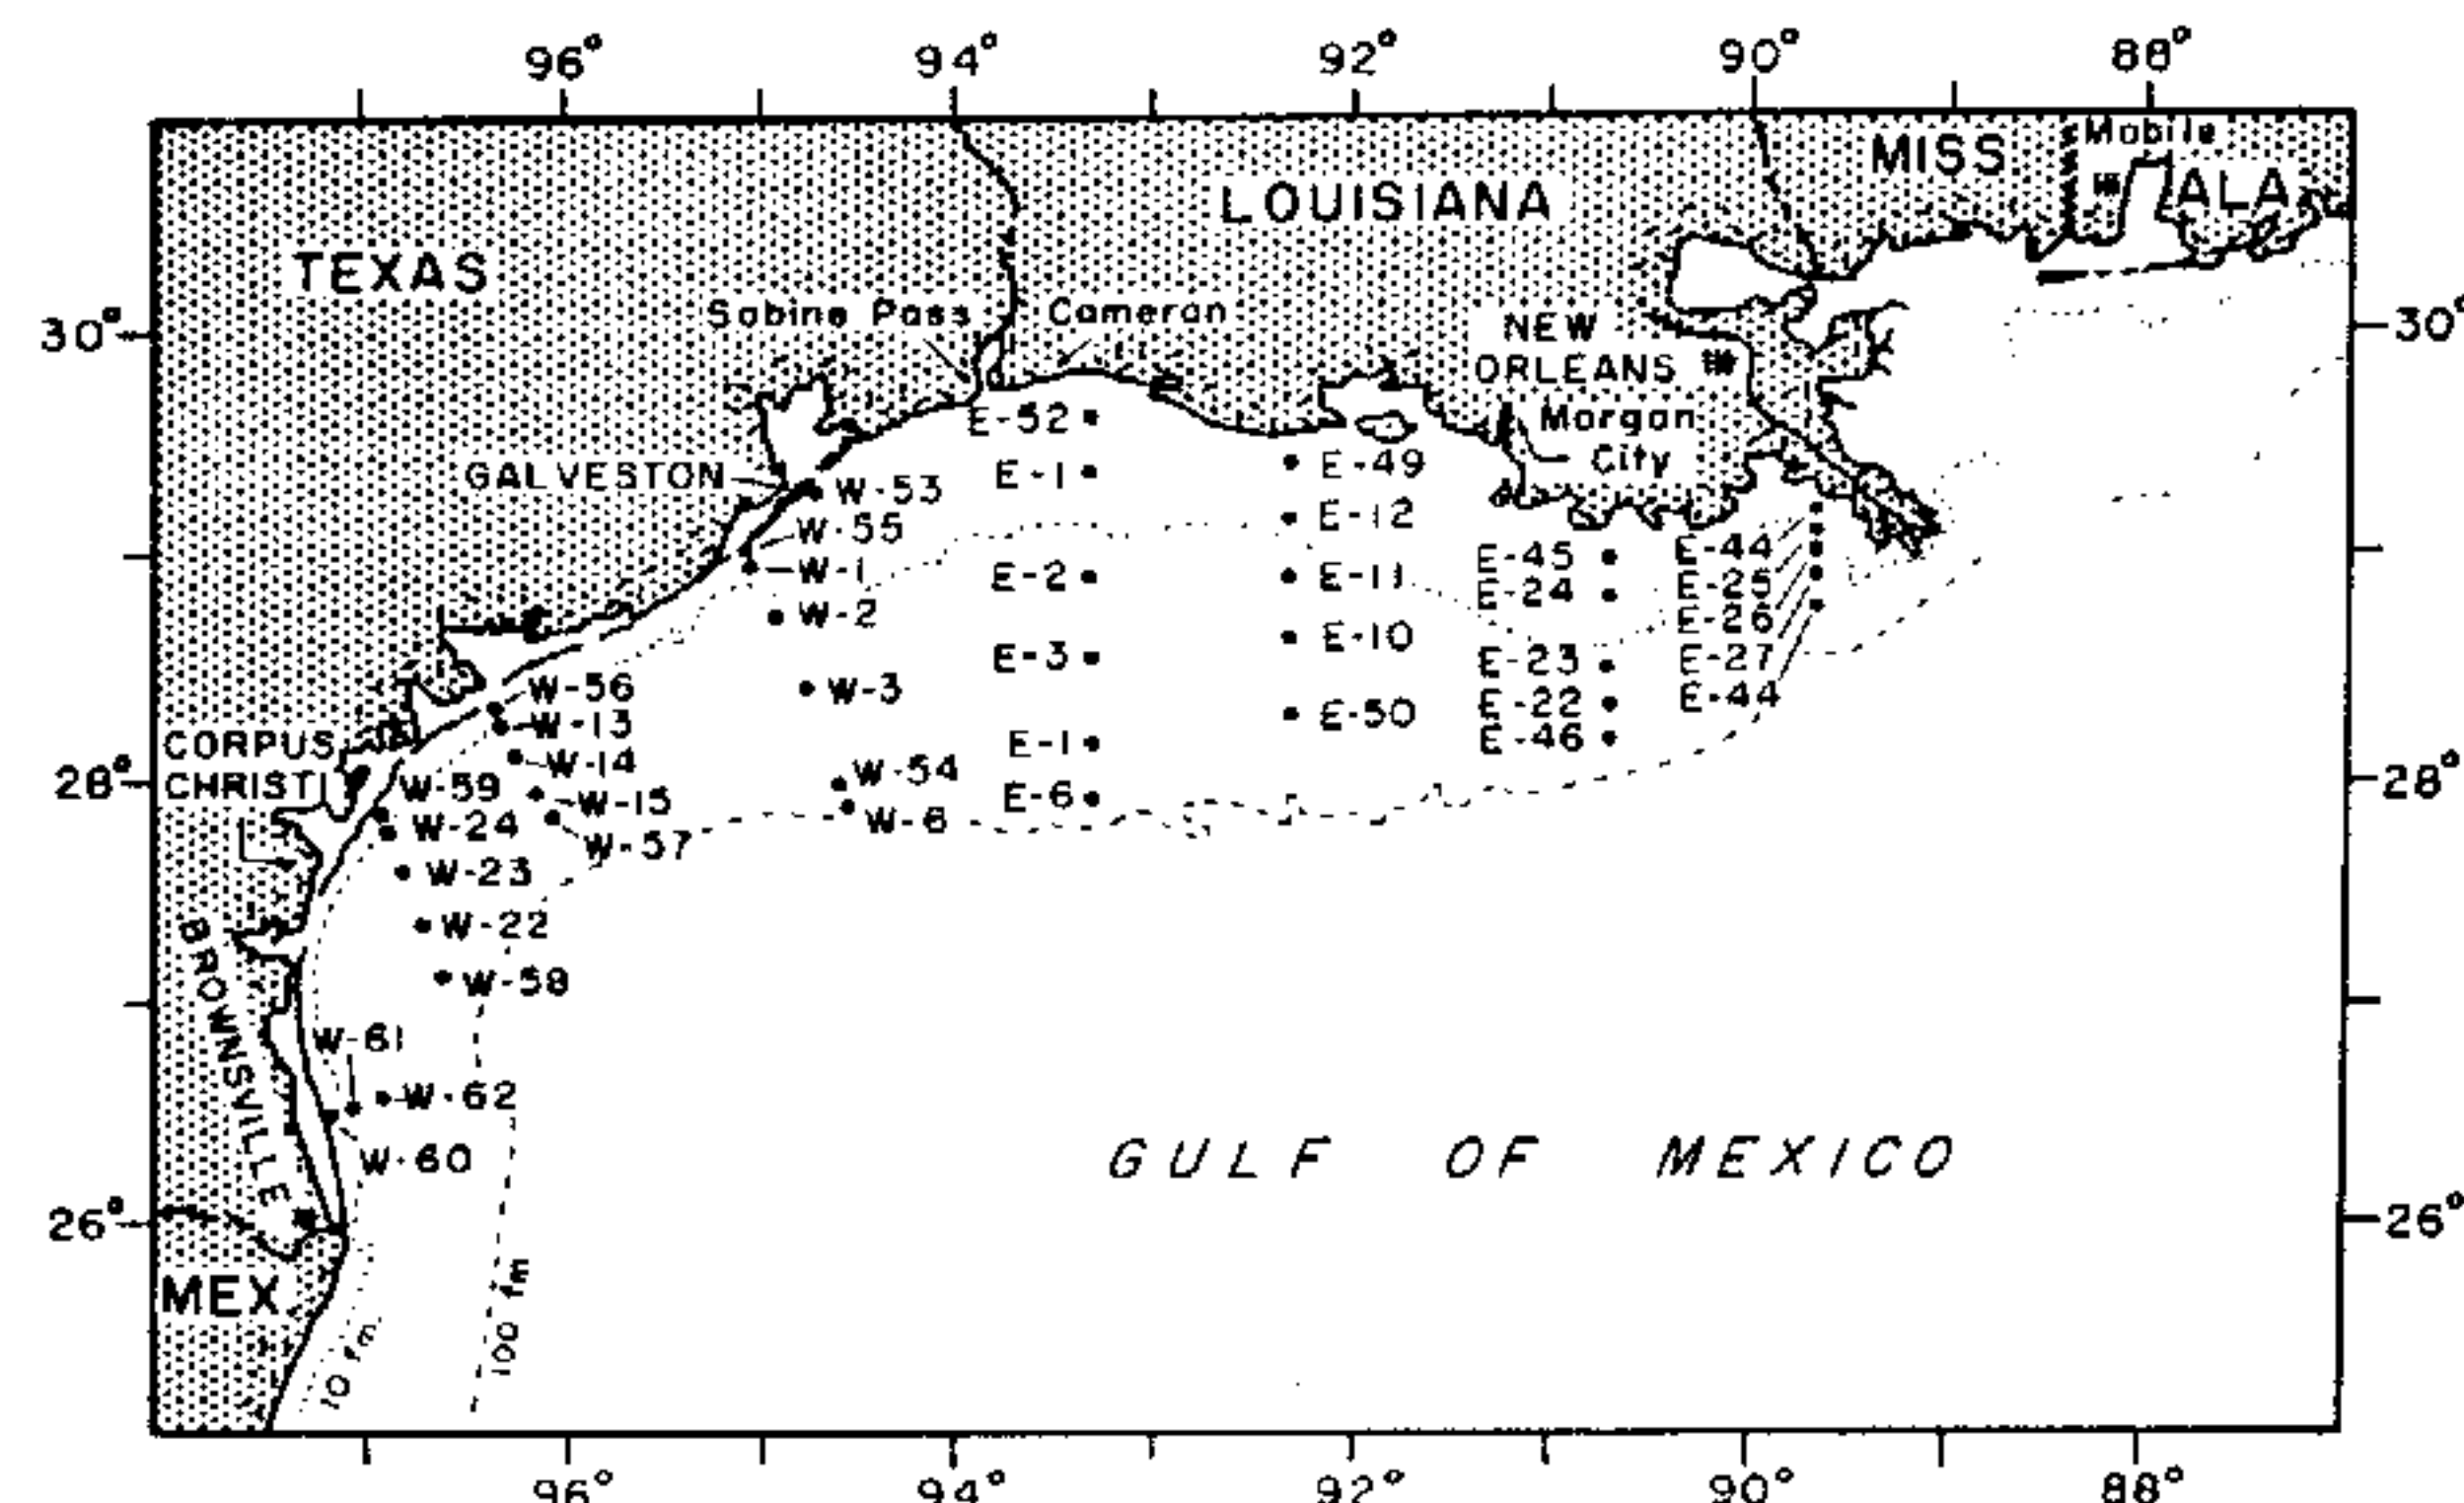 96° 94° 92° 90° 88°
Mobile
MISS
ALA
LOUISIANA
TEXAS
Sabine Pass
Cameron
30°
30°
NEW
ORLEANS
Morgan
City
GALVESTON
E-52
E-1
E-49
W-53
W-55
E-12
W-1
E-2
E-11
E-45
E-44
E-24
E-25
W-2
E-26
E-10
E-3
E-23
E-27
W-3
W-56
E-22
E-44
W-13
E-50
E-46
CORPUS
CHRISTI
E-1
W-14
W-54
28°
28°
W-59
W-15
E-6
W-24
W-57
W-23
W-22
BROWNSVILLE
W-58
W-61
W-62
W-60
GULF OF MEXICO
26°
26°
MEX
10 fm
100 fm
96° 94° 92° 90° 88°